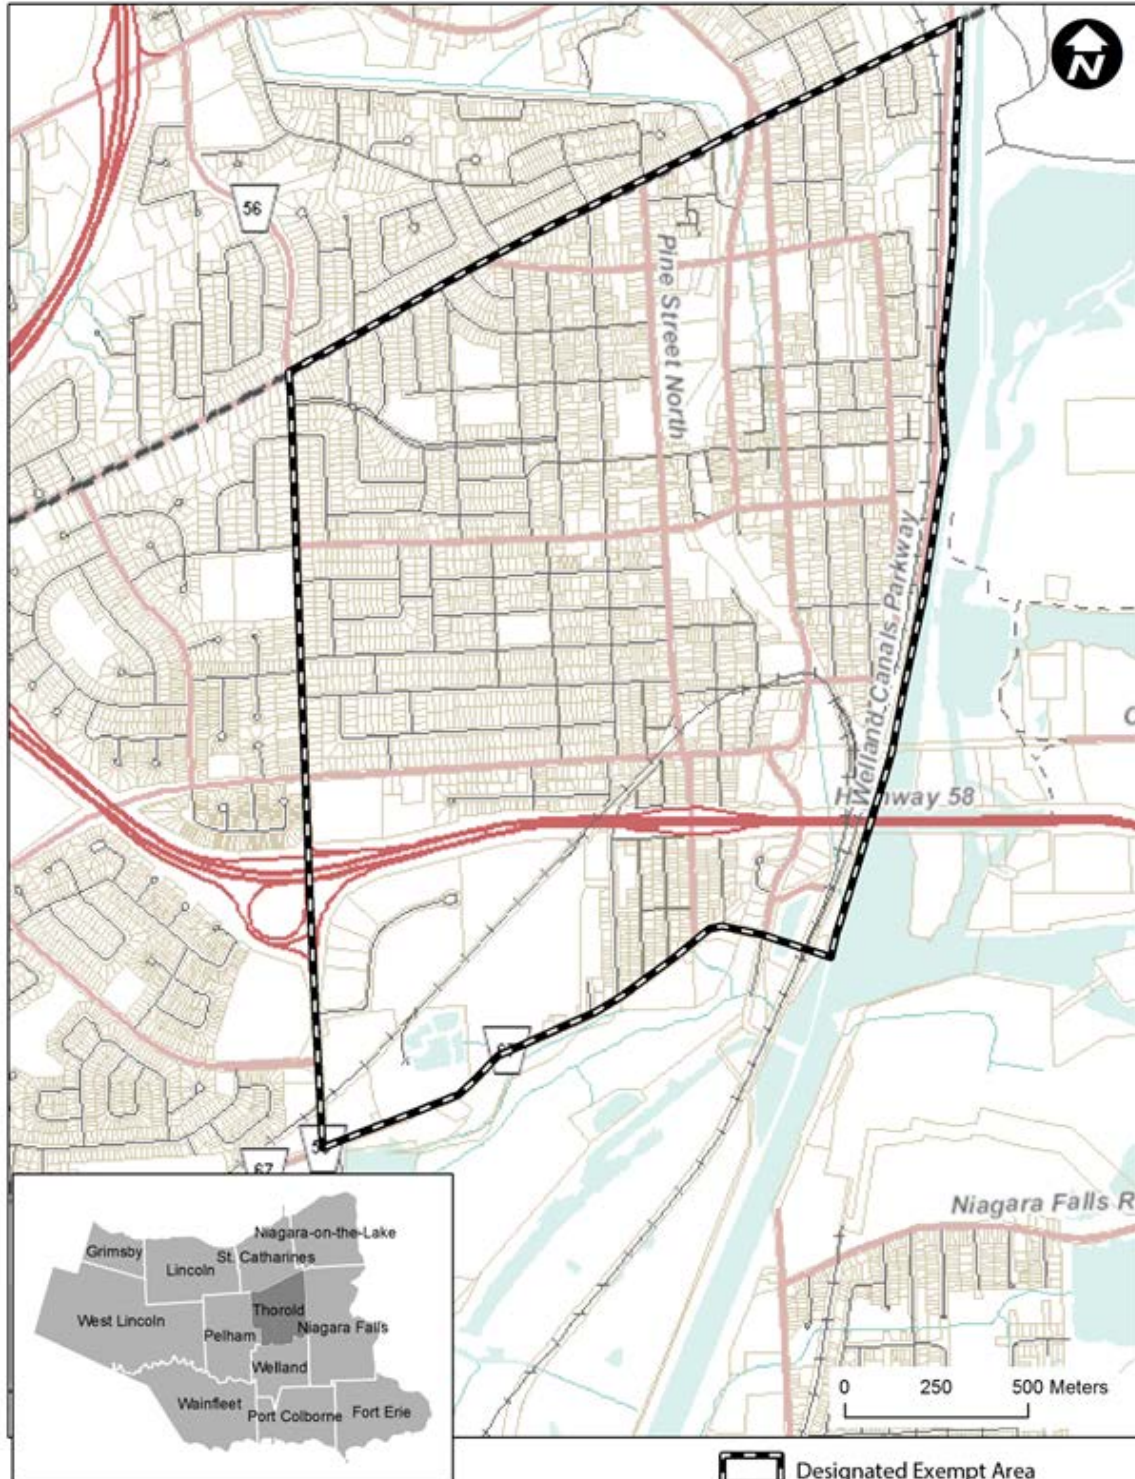 N
56
Pine Street North
Welland Canals Parkway
Highway 58
67
Niagara Falls R
Niagara-on-the-Lake
Grimsby
St. Catharines
Lincoln
Thorold
West Lincoln
Niagara Falls
Pelham
Welland
Wainfleet
Port Colborne
Fort Erie
0 250 500 Meters
Designated Exempt Area